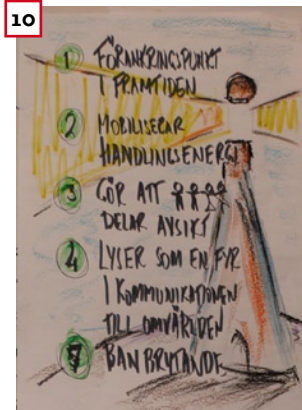 10
1 FÖRANKRINGSPUNKT
I FRAMTIDEN
2 MOBILISERAR
HANDLINGSENERGI
3 GÖR ATT
DELAR AVSIKT
4 LYSER SOM EN FYR
I KOMMUNIKATIONEN
TILL OMVÄRLDEN
5 BANBRYTANDE